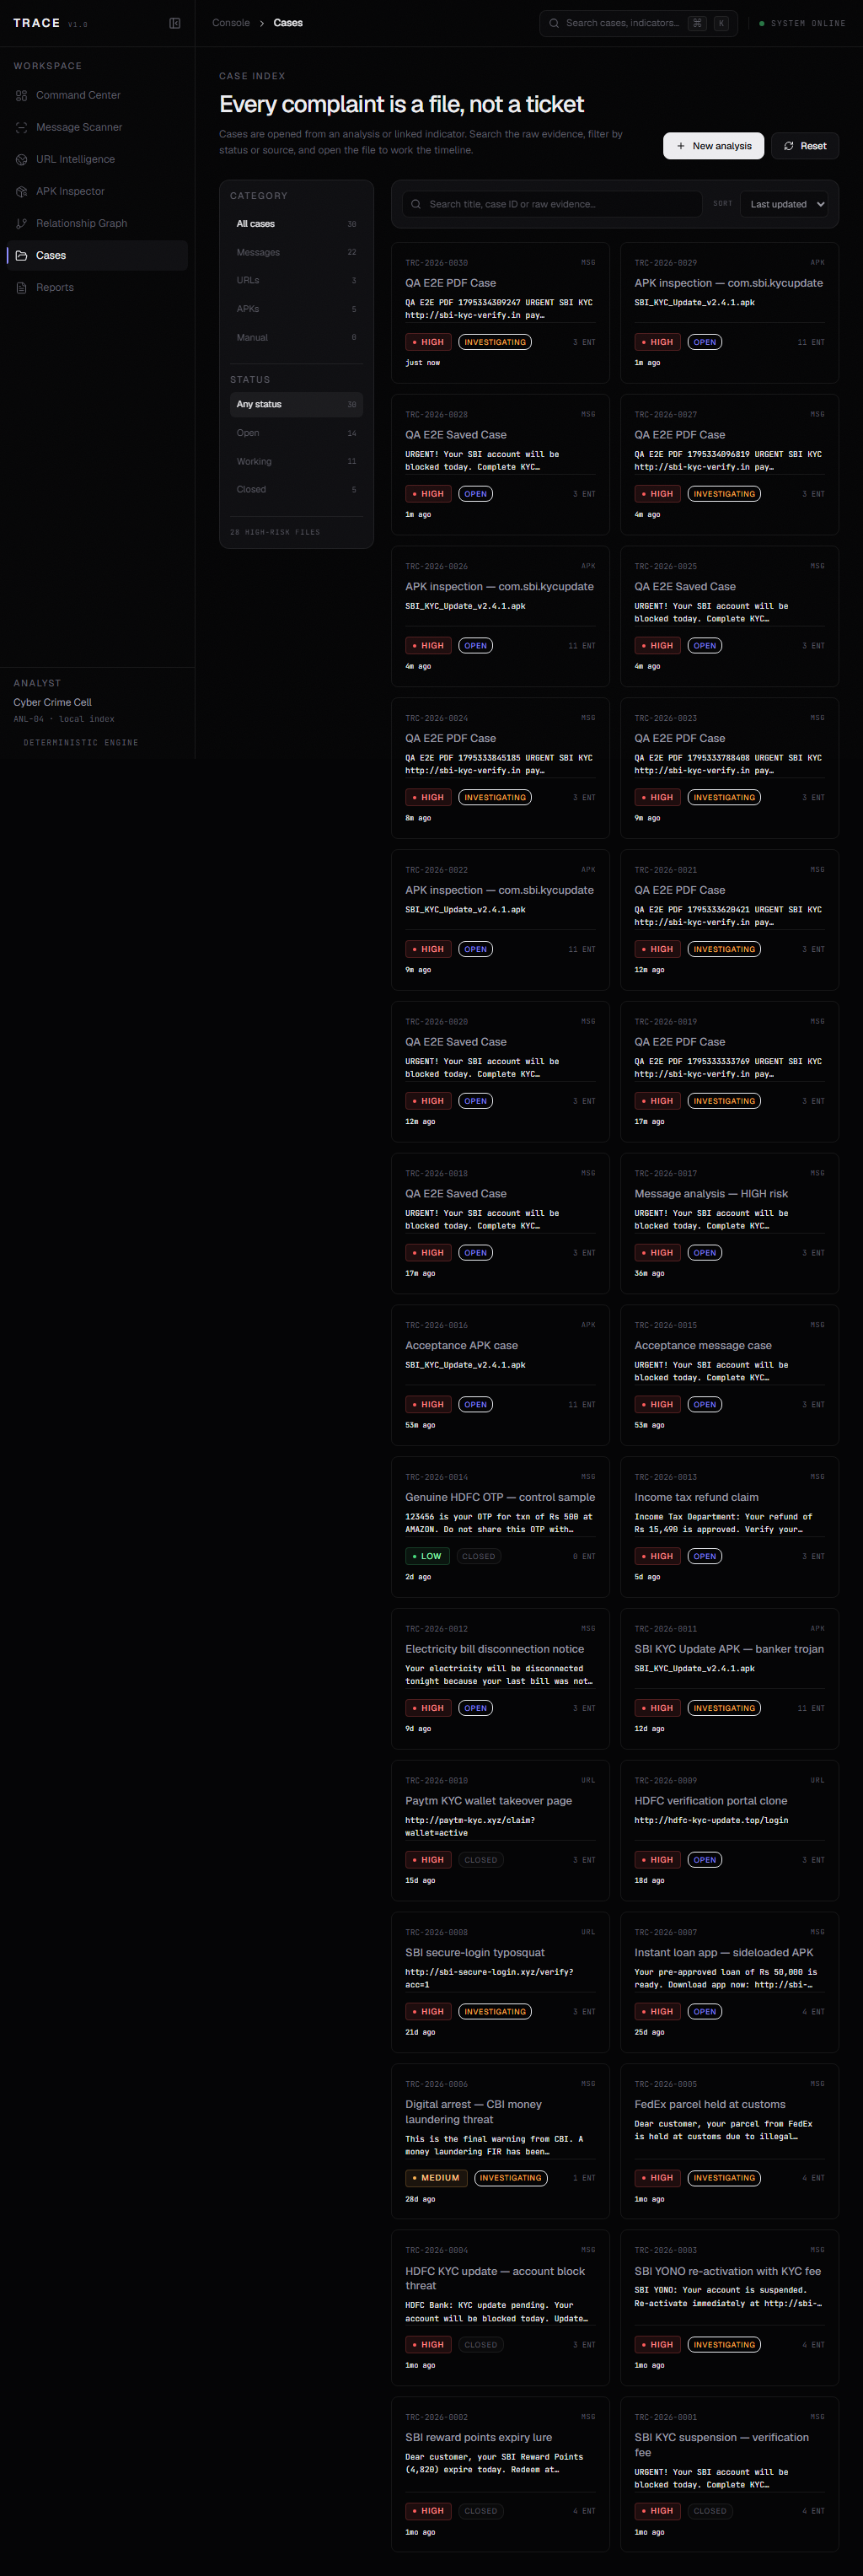 TRACE V1.0
Console > Cases
Search cases, indicators... ⌘ K
SYSTEM ONLINE
WORKSPACE
Command Center
Message Scanner
URL Intelligence
APK Inspector
Relationship Graph
Cases
Reports
ANALYST
Cyber Crime Cell
ANL-04 · local index
DETERMINISTIC ENGINE
CASE INDEX
Every complaint is a file, not a ticket
Cases are opened from an analysis or linked indicator. Search the raw evidence, filter by
status or source, and open the file to work the timeline.
+ New analysis
Reset
CATEGORY
All cases 30
Messages 22
URLs 3
APKs 5
Manual 0
STATUS
Any status 30
Open 14
Working 11
Closed 5
28 HIGH-RISK FILES
Search title, case ID or raw evidence...
SORT Last updated
TRC-2026-0030 MSG
QA E2E PDF Case
QA E2E PDF 1795334309247 URGENT SBI KYC
http://sbi-kyc-verify.in pay…
HIGH INVESTIGATING 3 ENT
just now
TRC-2026-0029 APK
APK inspection — com.sbi.kycupdate
SBI_KYC_Update_v2.4.1.apk
HIGH OPEN 11 ENT
1m ago
TRC-2026-0028 MSG
QA E2E Saved Case
URGENT! Your SBI account will be
blocked today. Complete KYC…
HIGH OPEN 3 ENT
1m ago
TRC-2026-0027 MSG
QA E2E PDF Case
QA E2E PDF 1795334096819 URGENT SBI KYC
http://sbi-kyc-verify.in pay…
HIGH INVESTIGATING 3 ENT
4m ago
TRC-2026-0026 APK
APK inspection — com.sbi.kycupdate
SBI_KYC_Update_v2.4.1.apk
HIGH OPEN 11 ENT
4m ago
TRC-2026-0025 MSG
QA E2E Saved Case
URGENT! Your SBI account will be
blocked today. Complete KYC…
HIGH OPEN 3 ENT
4m ago
TRC-2026-0024 MSG
QA E2E PDF Case
QA E2E PDF 1795333845185 URGENT SBI KYC
http://sbi-kyc-verify.in pay…
HIGH INVESTIGATING 3 ENT
8m ago
TRC-2026-0023 MSG
QA E2E PDF Case
QA E2E PDF 1795333788408 URGENT SBI KYC
http://sbi-kyc-verify.in pay…
HIGH INVESTIGATING 3 ENT
9m ago
TRC-2026-0022 APK
APK inspection — com.sbi.kycupdate
SBI_KYC_Update_v2.4.1.apk
HIGH OPEN 11 ENT
9m ago
TRC-2026-0021 MSG
QA E2E PDF Case
QA E2E PDF 1795333620421 URGENT SBI KYC
http://sbi-kyc-verify.in pay…
HIGH INVESTIGATING 3 ENT
12m ago
TRC-2026-0020 MSG
QA E2E Saved Case
URGENT! Your SBI account will be
blocked today. Complete KYC…
HIGH OPEN 3 ENT
12m ago
TRC-2026-0019 MSG
QA E2E PDF Case
QA E2E PDF 1795333333769 URGENT SBI KYC
http://sbi-kyc-verify.in pay…
HIGH INVESTIGATING 3 ENT
17m ago
TRC-2026-0018 MSG
QA E2E Saved Case
URGENT! Your SBI account will be
blocked today. Complete KYC…
HIGH OPEN 3 ENT
17m ago
TRC-2026-0017 MSG
Message analysis — HIGH risk
URGENT! Your SBI account will be
blocked today. Complete KYC…
HIGH OPEN 3 ENT
36m ago
TRC-2026-0016 APK
Acceptance APK case
SBI_KYC_Update_v2.4.1.apk
HIGH OPEN 11 ENT
53m ago
TRC-2026-0015 MSG
Acceptance message case
URGENT! Your SBI account will be
blocked today. Complete KYC…
HIGH OPEN 3 ENT
53m ago
TRC-2026-0014 MSG
Genuine HDFC OTP — control sample
123456 is your OTP for txn of Rs 500 at
AMAZON. Do not share this OTP with…
LOW CLOSED 0 ENT
2d ago
TRC-2026-0013 MSG
Income tax refund claim
Income Tax Department: Your refund of
Rs 15,490 is approved. Verify your…
HIGH OPEN 3 ENT
5d ago
TRC-2026-0012 MSG
Electricity bill disconnection notice
Your electricity will be disconnected
tonight because your last bill was not…
HIGH OPEN 3 ENT
9d ago
TRC-2026-0011 APK
SBI KYC Update APK — banker trojan
SBI_KYC_Update_v2.4.1.apk
HIGH INVESTIGATING 11 ENT
12d ago
TRC-2026-0010 URL
Paytm KYC wallet takeover page
http://paytm-kyc.xyz/claim?
wallet=active
HIGH CLOSED 3 ENT
15d ago
TRC-2026-0009 URL
HDFC verification portal clone
http://hdfc-kyc-update.top/login
HIGH OPEN 3 ENT
18d ago
TRC-2026-0008 URL
SBI secure-login typosquat
http://sbi-secure-login.xyz/verify?
acc=1
HIGH INVESTIGATING 3 ENT
21d ago
TRC-2026-0007 MSG
Instant loan app — sideloaded APK
Your pre-approved loan of Rs 50,000 is
ready. Download app now: http://sbi-…
HIGH OPEN 4 ENT
25d ago
TRC-2026-0006 MSG
Digital arrest — CBI money
laundering threat
This is the final warning from CBI. A
money laundering FIR has been…
MEDIUM INVESTIGATING 1 ENT
28d ago
TRC-2026-0005 MSG
FedEx parcel held at customs
Dear customer, your parcel from FedEx
is held at customs due to illegal…
HIGH INVESTIGATING 4 ENT
1mo ago
TRC-2026-0004 MSG
HDFC KYC update — account block
threat
HDFC Bank: KYC update pending. Your
account will be blocked today. Update…
HIGH CLOSED 3 ENT
1mo ago
TRC-2026-0003 MSG
SBI YONO re-activation with KYC fee
SBI YONO: Your account is suspended.
Re-activate immediately at http://sbi-…
HIGH INVESTIGATING 4 ENT
1mo ago
TRC-2026-0002 MSG
SBI reward points expiry lure
Dear customer, your SBI Reward Points
(4,820) expire today. Redeem at…
HIGH CLOSED 4 ENT
1mo ago
TRC-2026-0001 MSG
SBI KYC suspension — verification
fee
URGENT! Your SBI account will be
blocked today. Complete KYC…
HIGH CLOSED 4 ENT
1mo ago